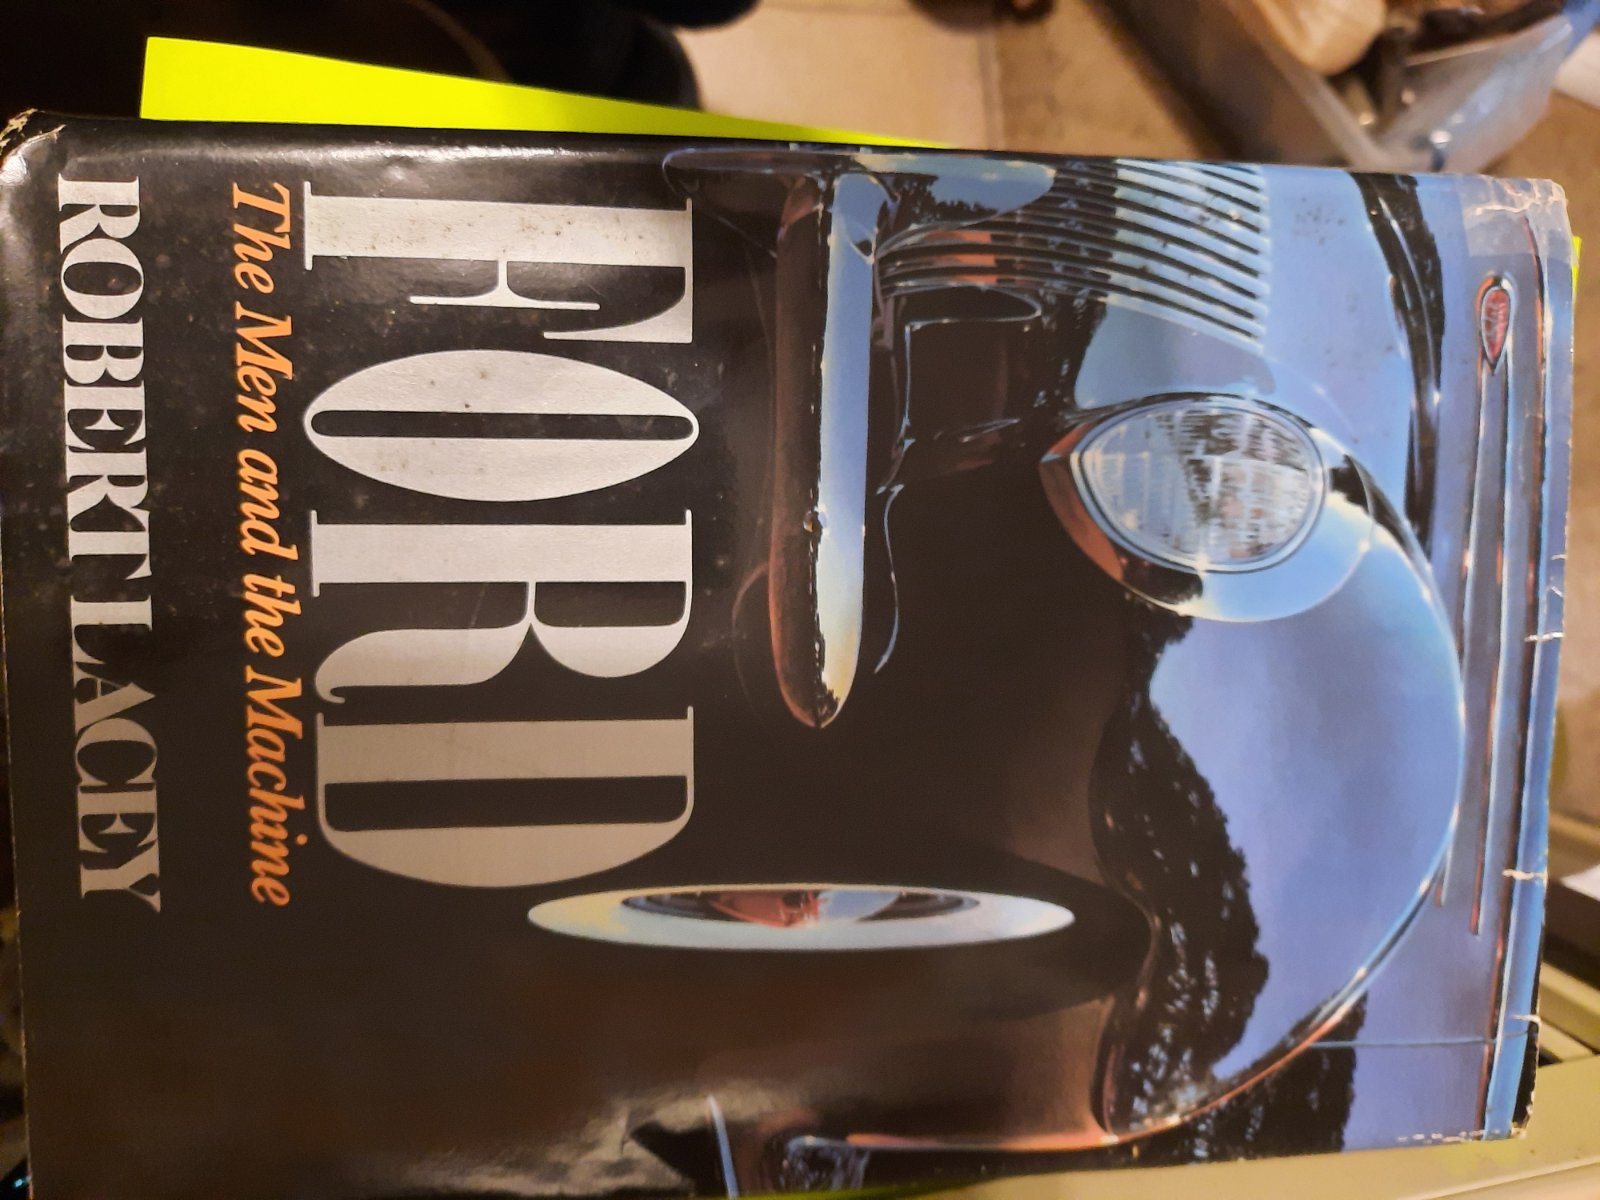 FORD
The Men and the Machine
ROBERT LACEY